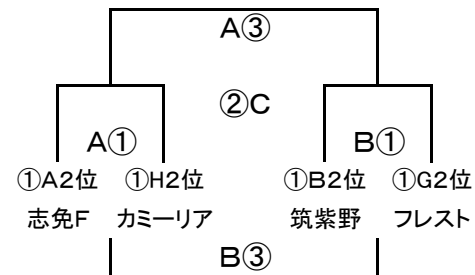 A③
②C
A① B①
①A2位 ①H2位 ①B2位 ①G2位
志免F カミーリア 筑紫野 フレスト
B③